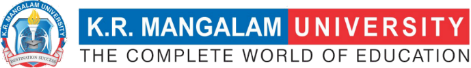 K.R. MANGALAM UNIVERSITY
THE COMPLETE WORLD OF EDUCATION